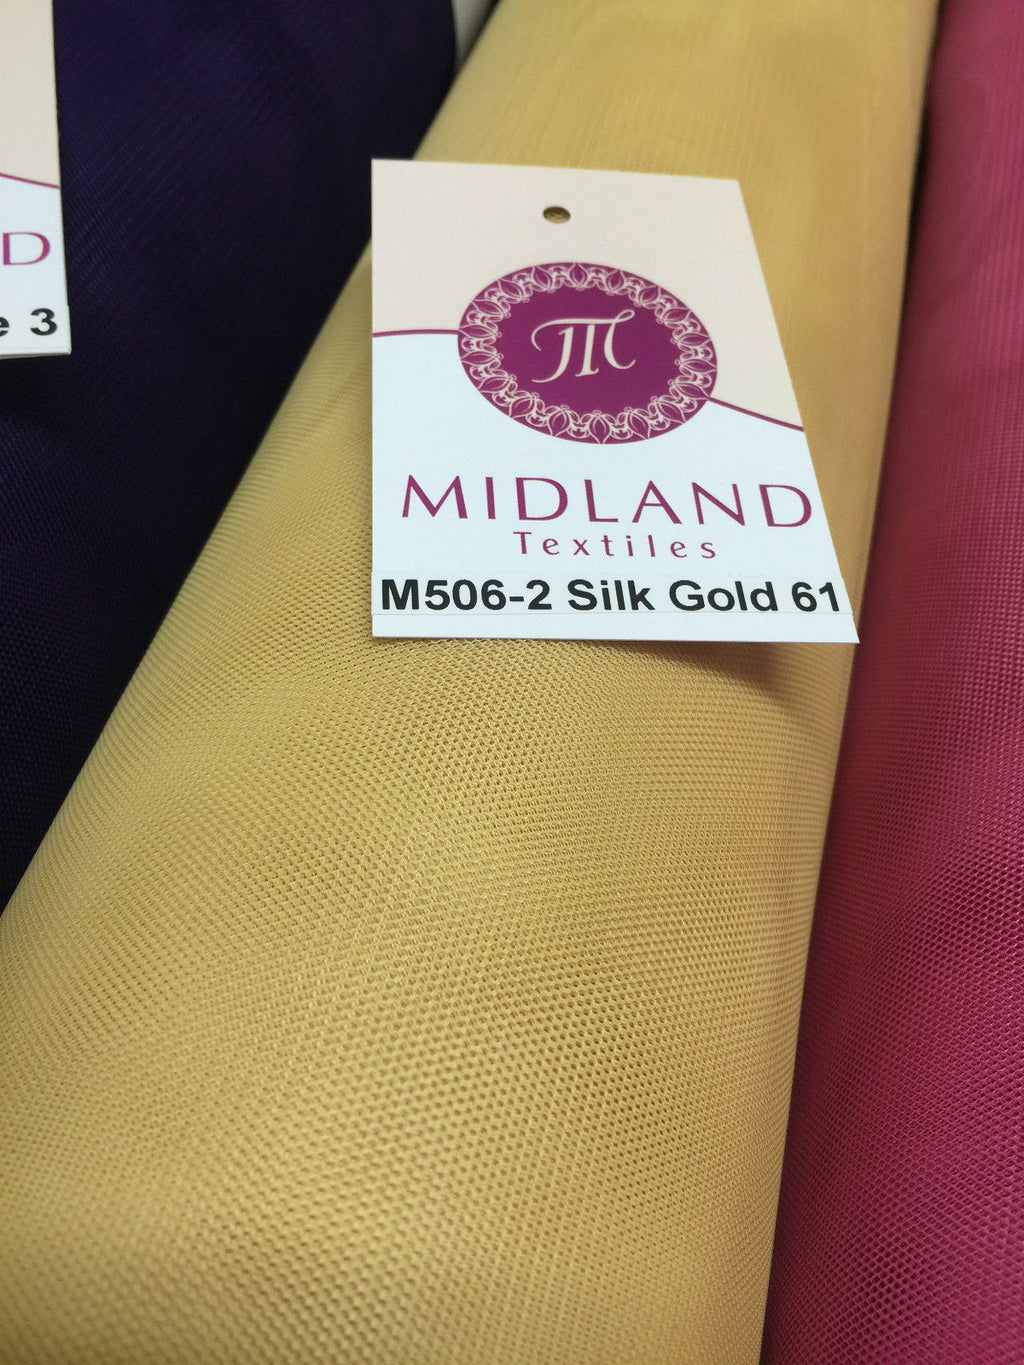 D
e 3
MIDLAND
Textiles
M506-2 Silk Gold 61